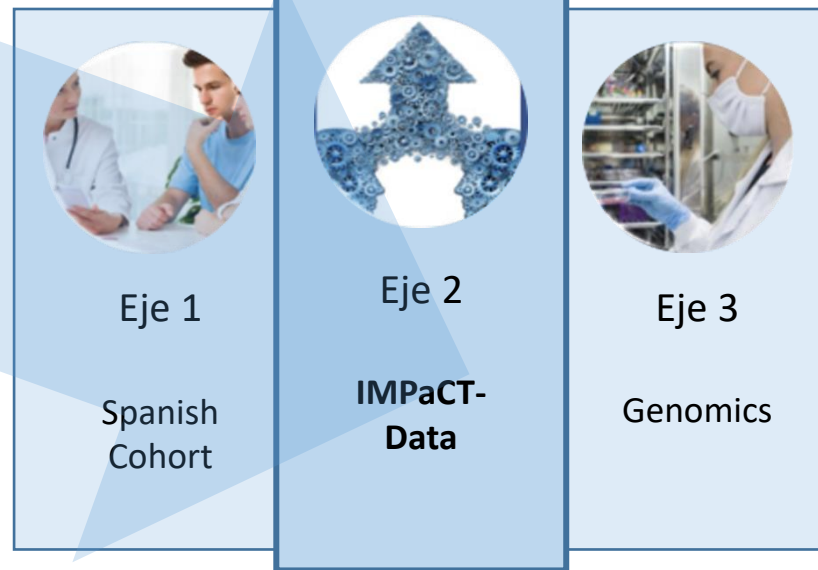 Eje 1
Spanish
Cohort
Eje 2
IMPaCT-
Data
Eje 3
Genomics